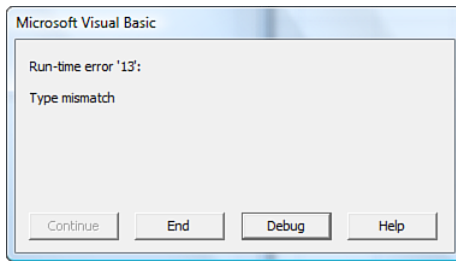 Microsoft Visual Basic
Run-time error '13':
Type mismatch
Continue End Debug Help